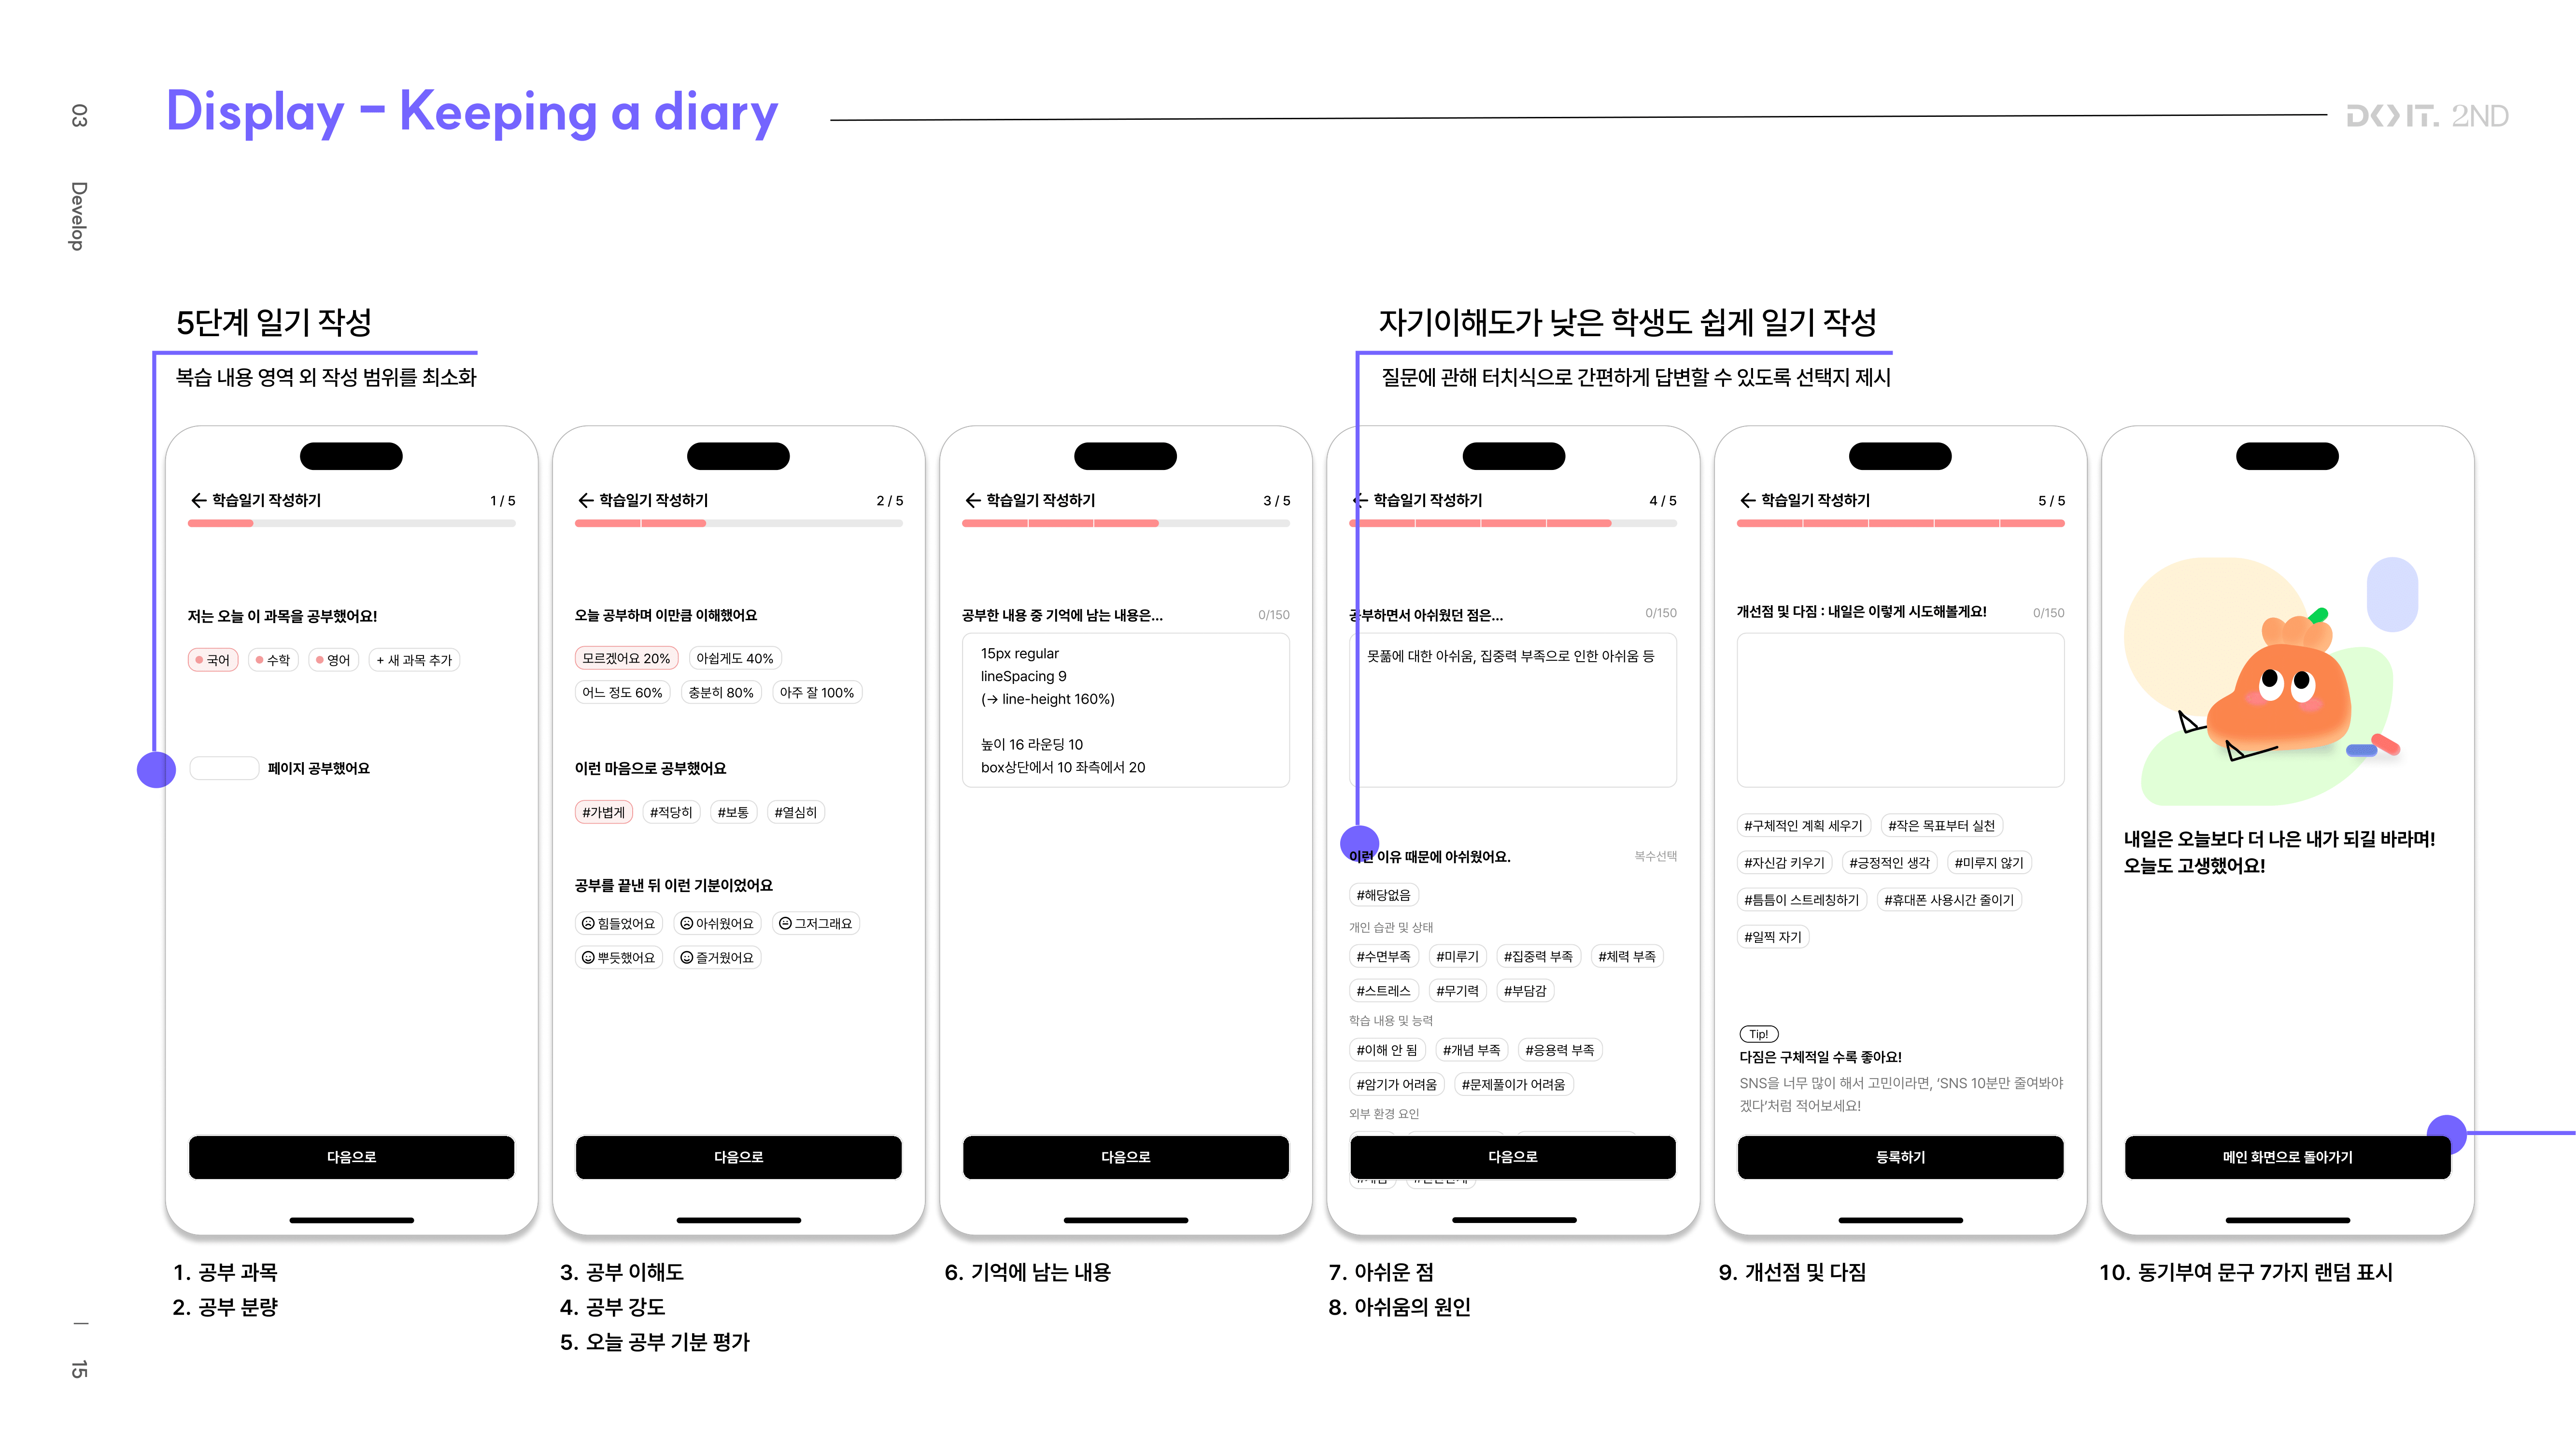 03
Develop
Display – Keeping a diary
DO IT. 2ND
5단계 일기 작성
복습 내용 영역 외 작성 범위를 최소화
자기이해도가 낮은 학생도 쉽게 일기 작성
질문에 관해 터치식으로 간편하게 답변할 수 있도록 선택지 제시
학습일기 작성하기 1 / 5
저는 오늘 이 과목을 공부했어요!
국어 수학 영어 + 새 과목 추가
페이지 공부했어요
다음으로
1. 공부 과목
2. 공부 분량
학습일기 작성하기 2 / 5
오늘 공부하며 이만큼 이해했어요
모르겠어요 20% 아쉽게도 40%
어느 정도 60% 충분히 80% 아주 잘 100%
이런 마음으로 공부했어요
#가볍게 #적당히 #보통 #열심히
공부를 끝낸 뒤 이런 기분이었어요
힘들었어요 아쉬웠어요 그저그래요
뿌듯했어요 즐거웠어요
다음으로
3. 공부 이해도
4. 공부 강도
5. 오늘 공부 기분 평가
학습일기 작성하기 3 / 5
공부한 내용 중 기억에 남는 내용은... 0/150
15px regular
lineSpacing 9
(→ line-height 160%)
높이 16 라운딩 10
box상단에서 10 좌측에서 20
다음으로
6. 기억에 남는 내용
학습일기 작성하기 4 / 5
공부하면서 아쉬웠던 점은... 0/150
못풂에 대한 아쉬움, 집중력 부족으로 인한 아쉬움 등
이런 이유 때문에 아쉬웠어요. 복수선택
#해당없음
개인 습관 및 상태
#수면부족 #미루기 #집중력 부족 #체력 부족
#스트레스 #무기력 #부담감
학습 내용 및 능력
#이해 안 됨 #개념 부족 #응용력 부족
#암기가 어려움 #문제풀이가 어려움
외부 환경 요인
다음으로
7. 아쉬운 점
8. 아쉬움의 원인
학습일기 작성하기 5 / 5
개선점 및 다짐 : 내일은 이렇게 시도해볼게요! 0/150
#구체적인 계획 세우기 #작은 목표부터 실천
#자신감 키우기 #긍정적인 생각 #미루지 않기
#틈틈이 스트레칭하기 #휴대폰 사용시간 줄이기
#일찍 자기
Tip!
다짐은 구체적일 수록 좋아요!
SNS을 너무 많이 해서 고민이라면, ‘SNS 10분만 줄여봐야
겠다’처럼 적어보세요!
등록하기
9. 개선점 및 다짐
내일은 오늘보다 더 나은 내가 되길 바라며!
오늘도 고생했어요!
메인 화면으로 돌아가기
10. 동기부여 문구 7가지 랜덤 표시
15